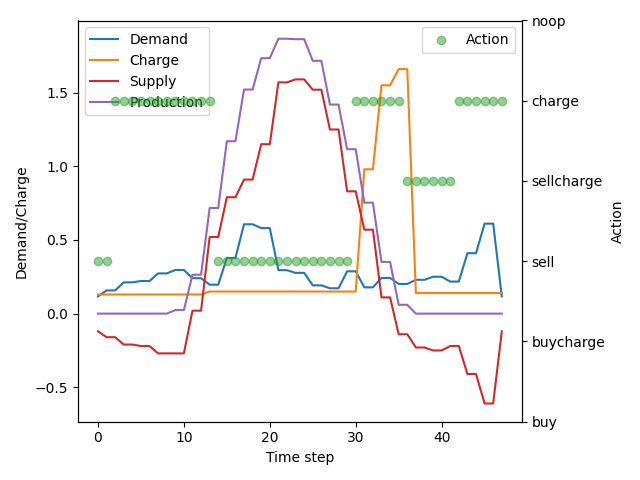 Demand
Charge
Supply
Production
Action
1.5
1.0
0.5
0.0
−0.5
Demand/Charge
noop
charge
sellcharge
sell
buycharge
buy
Action
0
10
20
30
40
Time step